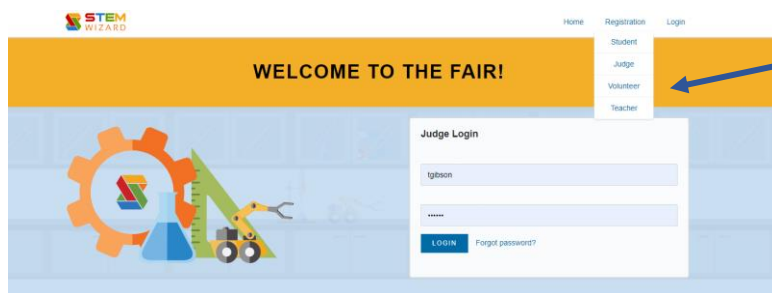 STEM
WIZARD
Home Registration Login
Student
Judge
Volunteer
Teacher
WELCOME TO THE FAIR!
Judge Login
tgibson
••••••
LOGIN Forgot password?